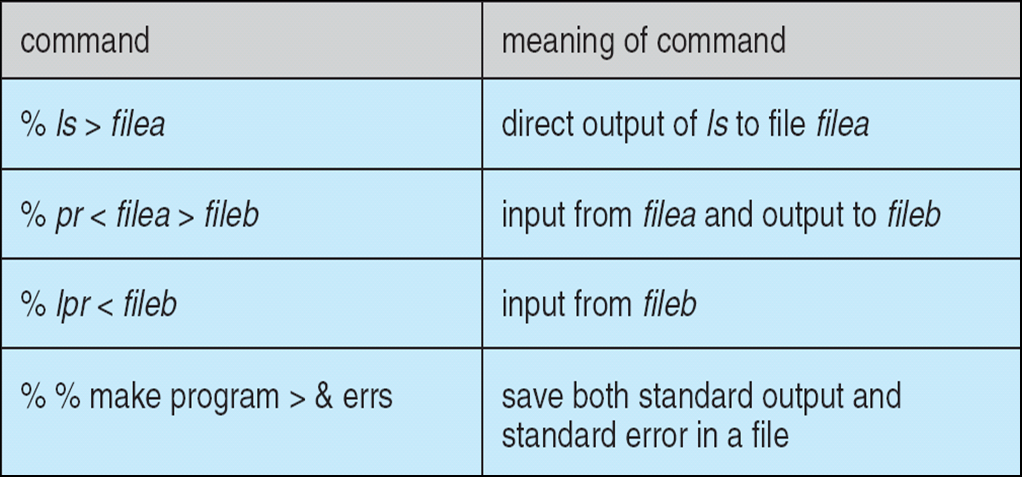 command
meaning of command
% ls > filea
direct output of ls to file filea
% pr < filea > fileb
input from filea and output to fileb
% lpr < fileb
input from fileb
% % make program > & errs
save both standard output and
standard error in a file